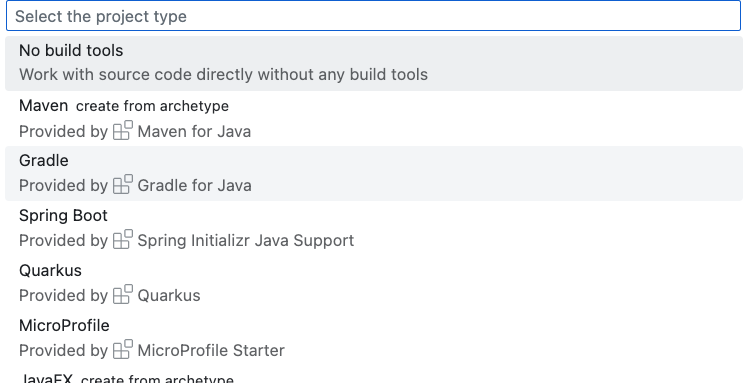 Select the project type
No build tools
Work with source code directly without any build tools
Maven create from archetype
Provided by Maven for Java
Gradle
Provided by Gradle for Java
Spring Boot
Provided by Spring Initializr Java Support
Quarkus
Provided by Quarkus
MicroProfile
Provided by MicroProfile Starter
JavaFX create from archetype